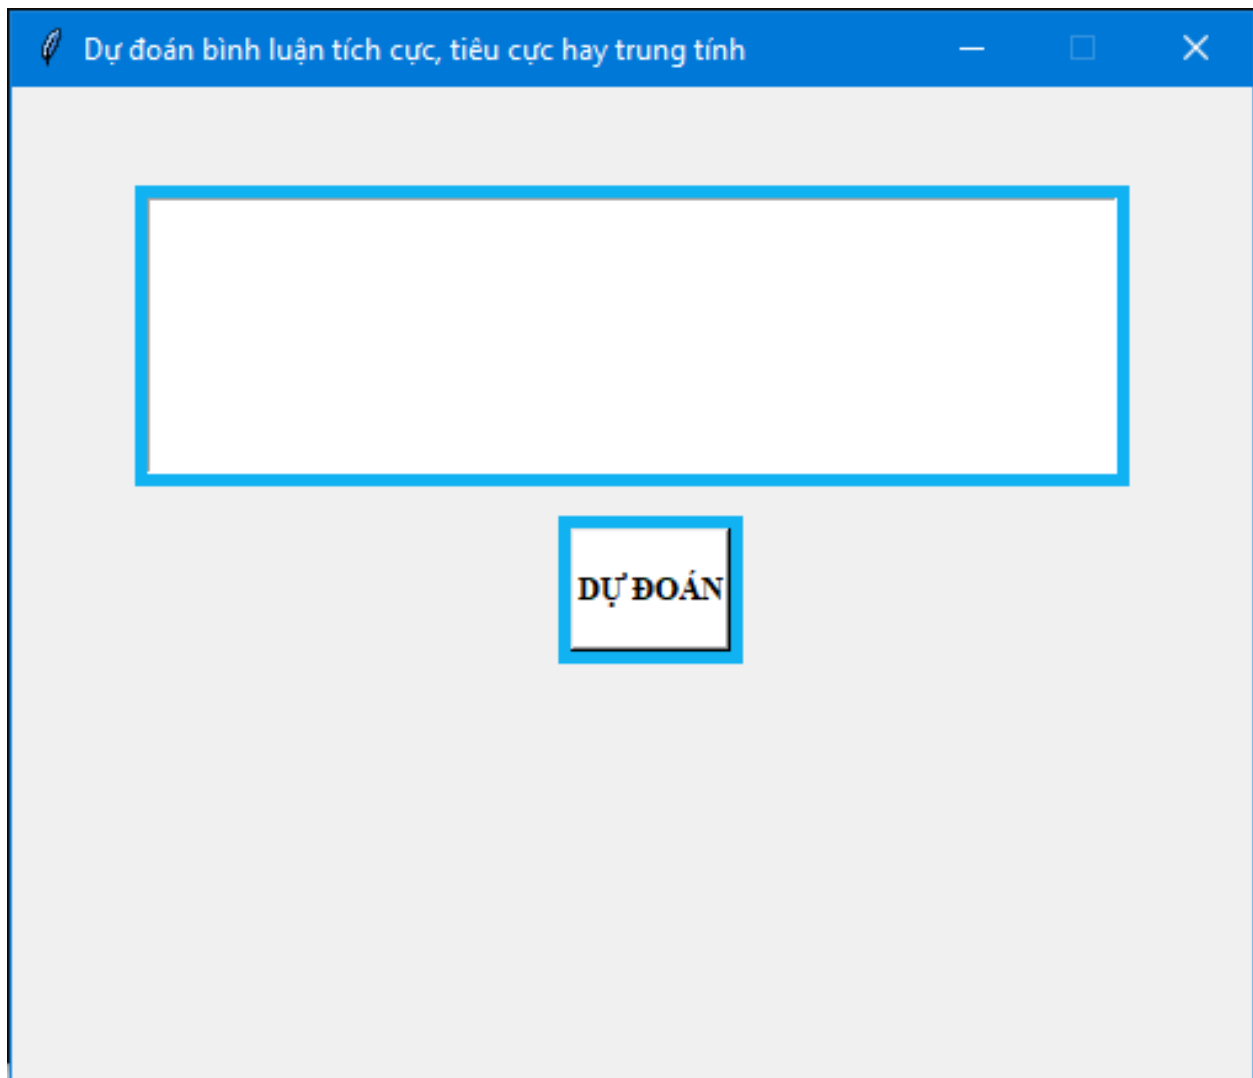 Dự đoán bình luận tích cực, tiêu cực hay trung tính
DỰ ĐOÁN